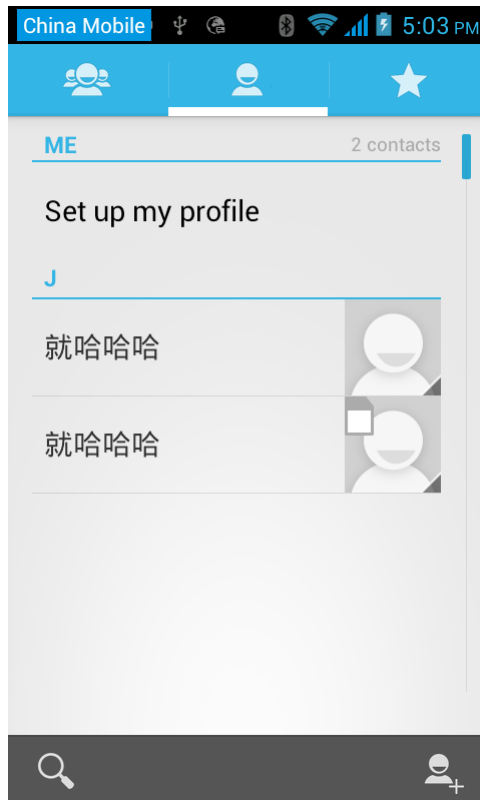 China Mobile 5:03 PM
ME 2 contacts
Set up my profile
J
就哈哈哈
就哈哈哈